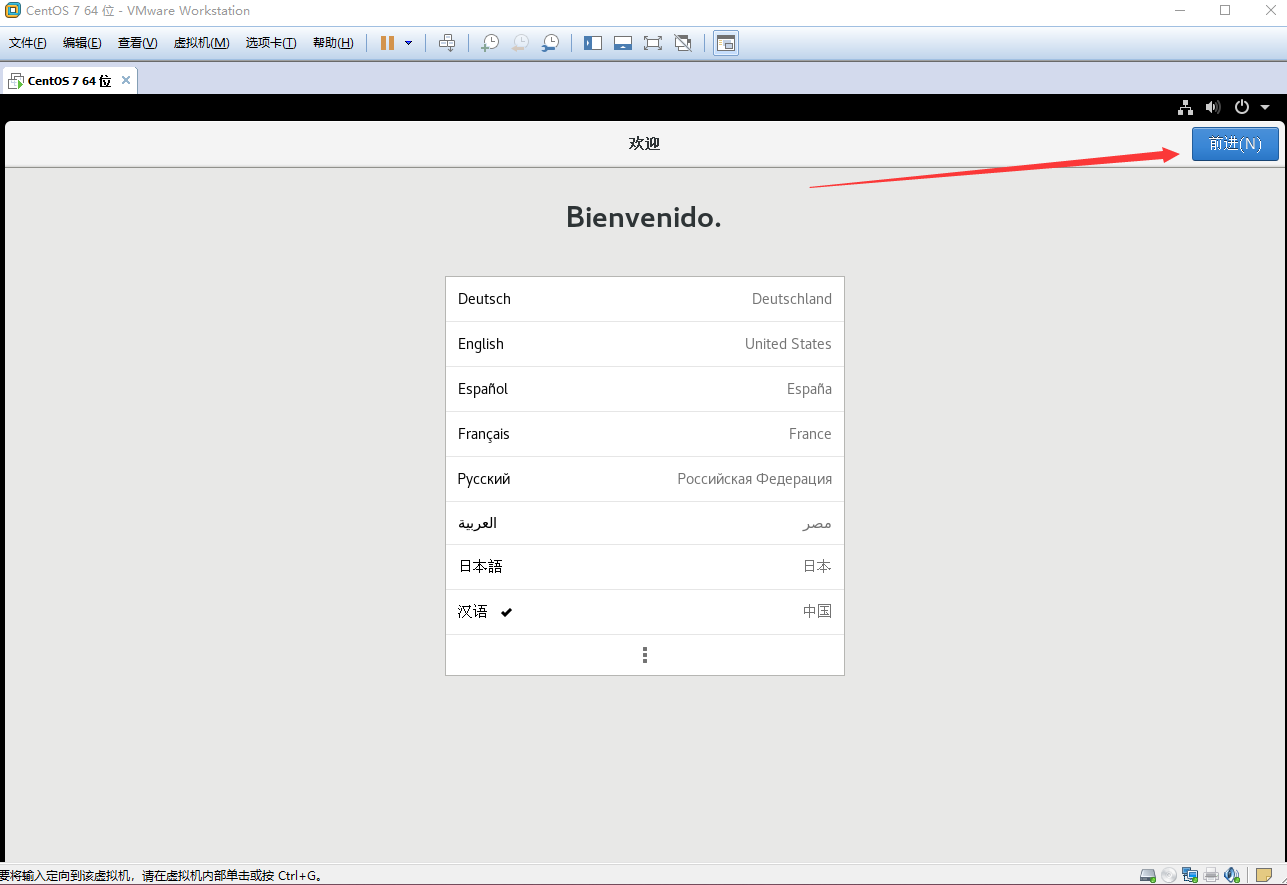 CentOS 7 64 位 - VMware Workstation
文件(F) 编辑(E) 查看(V) 虚拟机(M) 选项卡(T) 帮助(H)
CentOS 7 64 位
欢迎
前进(N)
Bienvenido.
Deutsch Deutschland
English United States
Español España
Français France
Русский Российская Федерация
العربية مصر
日本語 日本
汉语 中国
要将输入定向到该虚拟机，请在虚拟机内部单击或按 Ctrl+G。